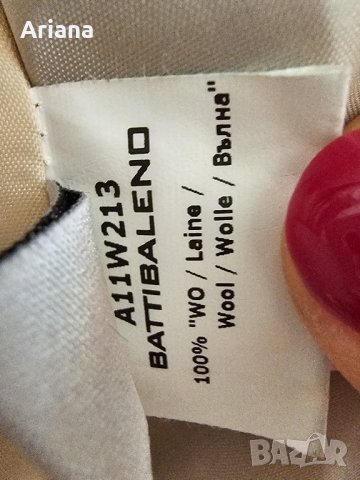 Ariana
A11W213
BATTIBALENO
100% "WO / Laine /
Wool / Wolle / Вълна"
BAZAR